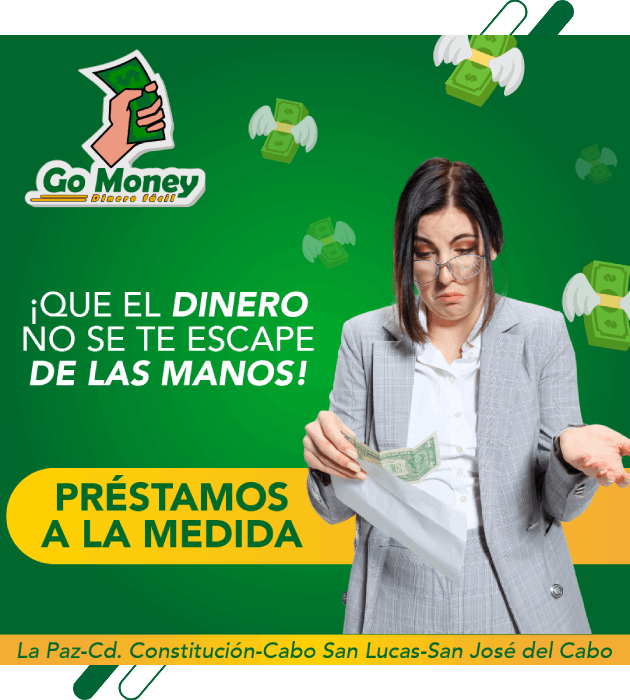 Go Money
Dinero fácil
¡QUE EL DINERO
NO SE TE ESCAPE
DE LAS MANOS!
PRÉSTAMOS
A LA MEDIDA
La Paz-Cd. Constitución-Cabo San Lucas-San José del Cabo